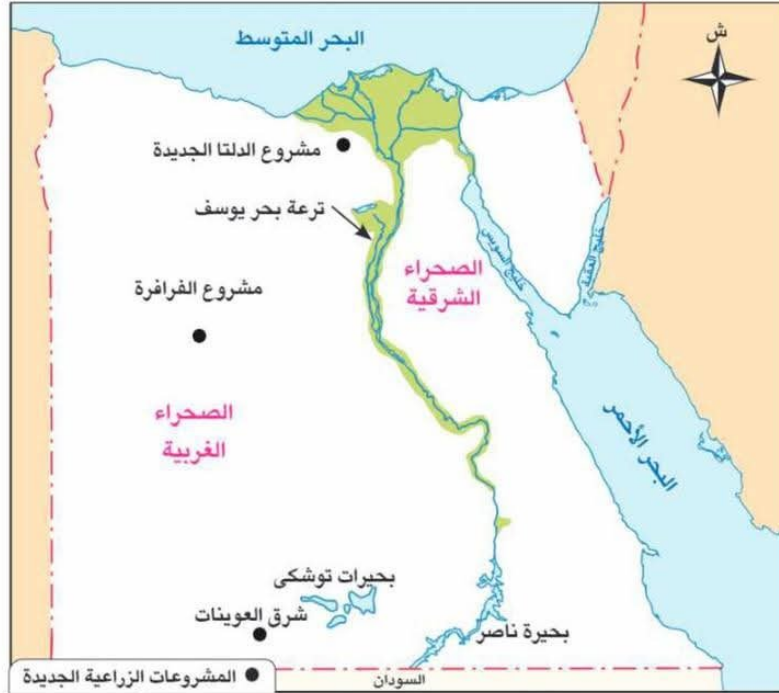 البحر المتوسط
ش
مشروع الدلتا الجديدة
ترعة بحر يوسف
خليج السويس
خليج العقبة
الصحراء
الشرقية
مشروع الفرافرة
الصحراء
الغربية
البحر الأحمر
بحيرات توشكى
شرق العوينات
بحيرة ناصر
السودان
المشروعات الزراعية الجديدة